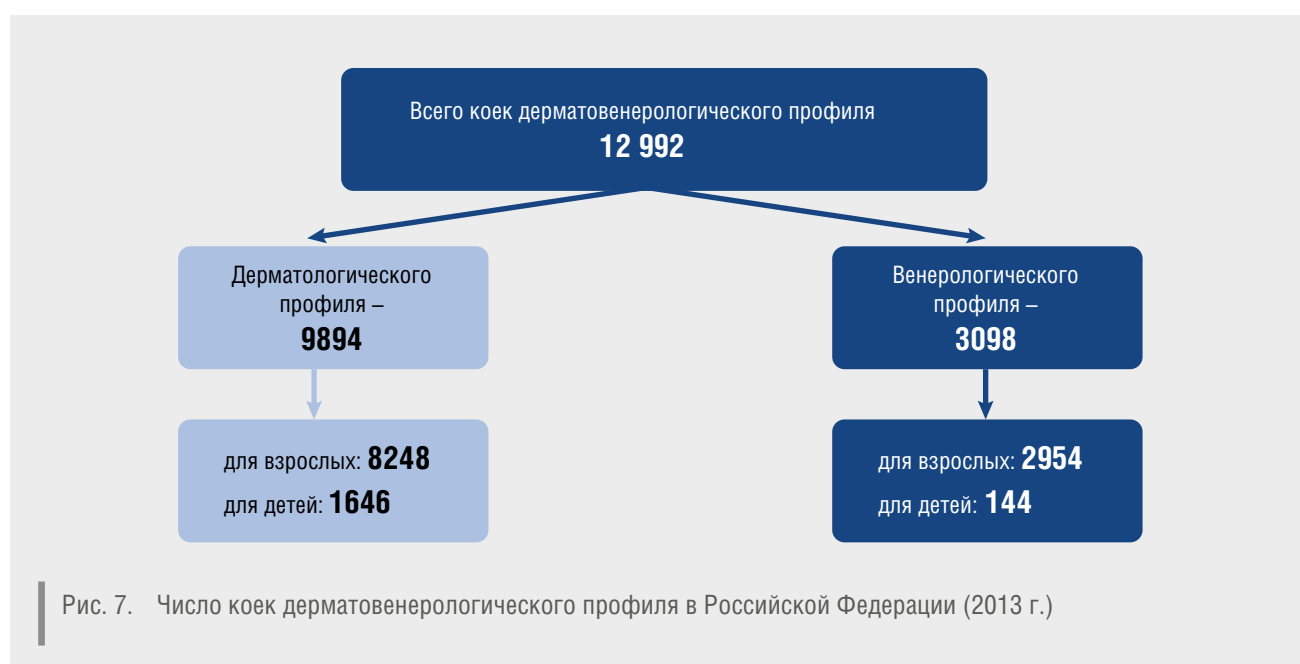 Всего коек дерматовенерологического профиля
12 992
Дерматологического
профиля –
9894
Венерологического
профиля –
3098
для взрослых: 8248
для детей: 1646
для взрослых: 2954
для детей: 144
Рис. 7. Число коек дерматовенерологического профиля в Российской Федерации (2013 г.)